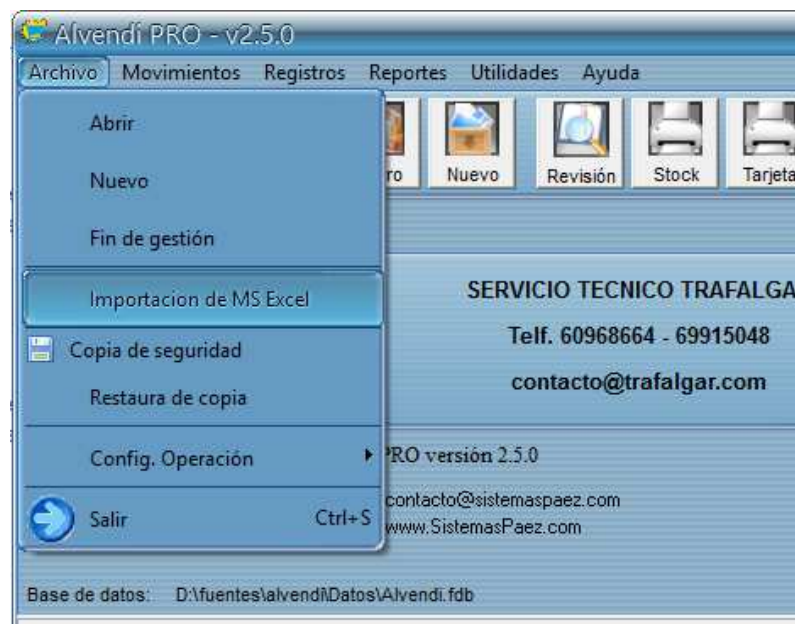 Alvendi PRO - v2.5.0
Archivo Movimientos Registros Reportes Utilidades Ayuda
Abrir
Nuevo
Fin de gestión
Importacion de MS Excel
Copia de seguridad
Restaura de copia
Config. Operación
Salir Ctrl+S
ro Nuevo Revisión Stock Tarjeta
SERVICIO TECNICO TRAFALGA
Telf. 60968664 - 69915048
contacto@trafalgar.com
PRO versión 2.5.0
contacto@sistemaspaez.com
www.SistemasPaez.com
Base de datos: D:\fuentes\alvendi\Datos\Alvendi.fdb